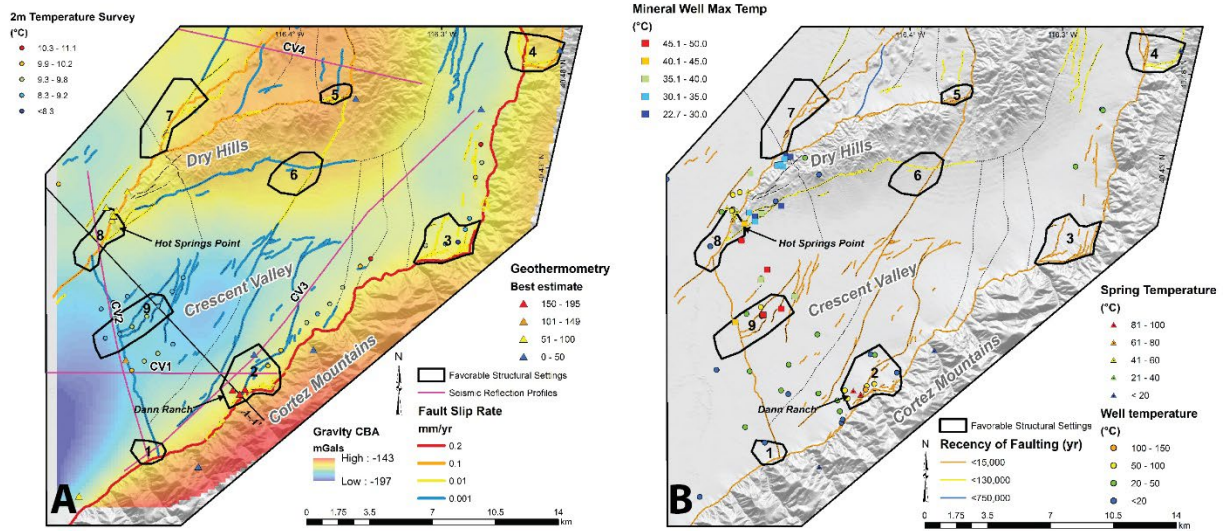 2m Temperature Survey
(°C)
10.3 - 11.1
9.9 - 10.2
9.3 - 9.8
8.3 - 9.2
<8.3
116.4°W
CV4
4
5
7
Dry Hills
6
8
Hot Springs Point
3
Crescent Valley
CV3
CV2
9
CV1
2
Cortez Mountains
Dann Ranch
A-A'
1
Geothermometry
Best estimate
150 - 195
101 - 149
51 - 100
0 - 50
N
Favorable Structural Settings
Seismic Reflection Profiles
Gravity CBA
mGals
High : -143
Low : -197
Fault Slip Rate
mm/yr
0.2
0.1
0.01
0.001
A
0 1.75 3.5 7 10.5 14
km
Mineral Well Max Temp
(°C)
45.1 - 50.0
40.1 - 45.0
35.1 - 40.0
30.1 - 35.0
22.7 - 30.0
116.4°W
116.3°W
4
5
7
Dry Hills
6
8
Hot Springs Point
3
Crescent Valley
9
2
Cortez Mountains
Dann Ranch
1
Spring Temperature
(°C)
81 - 100
61 - 80
41 - 60
21 - 40
< 20
Favorable Structural Settings
N
Recency of Faulting (yr)
<15,000
<130,000
<750,000
Well temperature
(°C)
100 - 150
50 - 100
20 - 50
<20
B
0 1.75 3.5 7 10.5 14
km